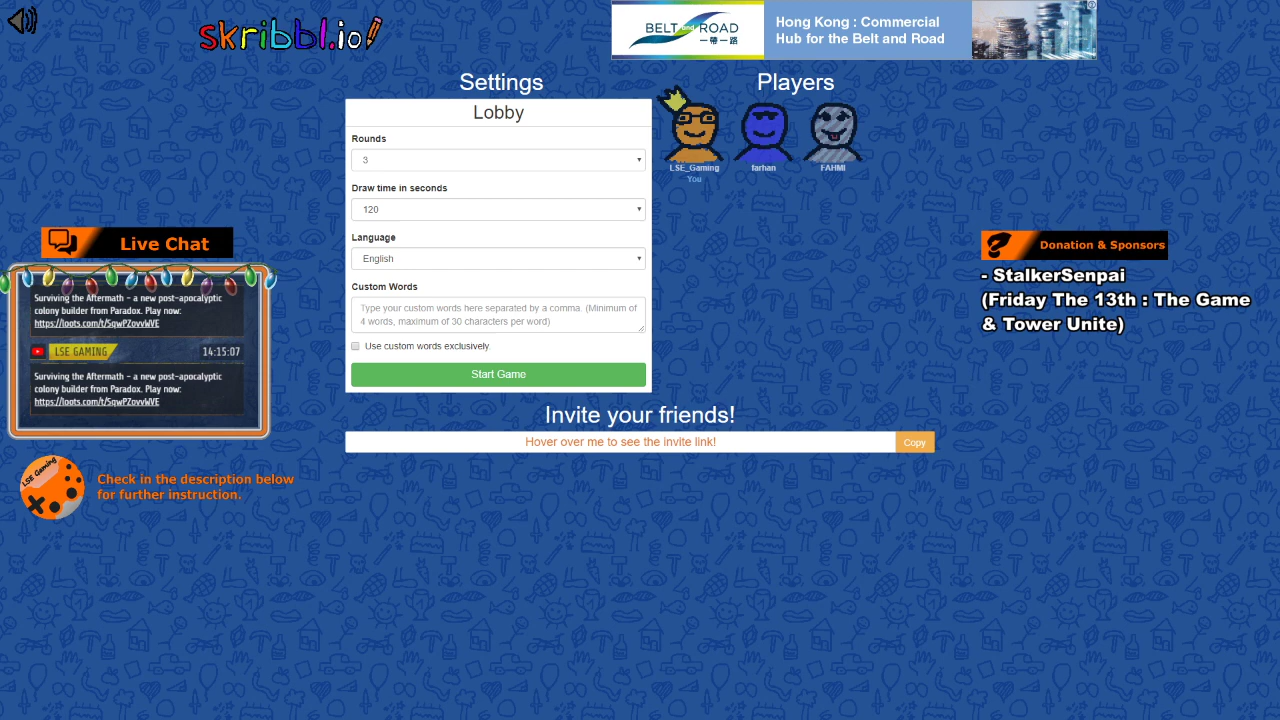 skribbl.io
BELT and ROAD
一帶一路
Hong Kong : Commercial
Hub for the Belt and Road
Settings
Lobby
Rounds
3
Draw time in seconds
120
Language
English
Custom Words
Type your custom words here separated by a comma. (Minimum of
4 words, maximum of 30 characters per word)
Use custom words exclusively.
Start Game
Players
LSE_Gaming
You
farhan
FAHMI
Invite your friends!
Hover over me to see the invite link!
Copy
Live Chat
Surviving the Aftermath - a new post-apocalyptic
colony builder from Paradox. Play now:
https://loots.com/t/SqwPZovvWVE
LSE GAMING
14:15:07
Surviving the Aftermath - a new post-apocalyptic
colony builder from Paradox. Play now:
https://loots.com/t/SqwPZovvWVE
LSE Gaming
Check in the description below
for further instruction.
Donation & Sponsors
- StalkerSenpai
(Friday The 13th : The Game
& Tower Unite)